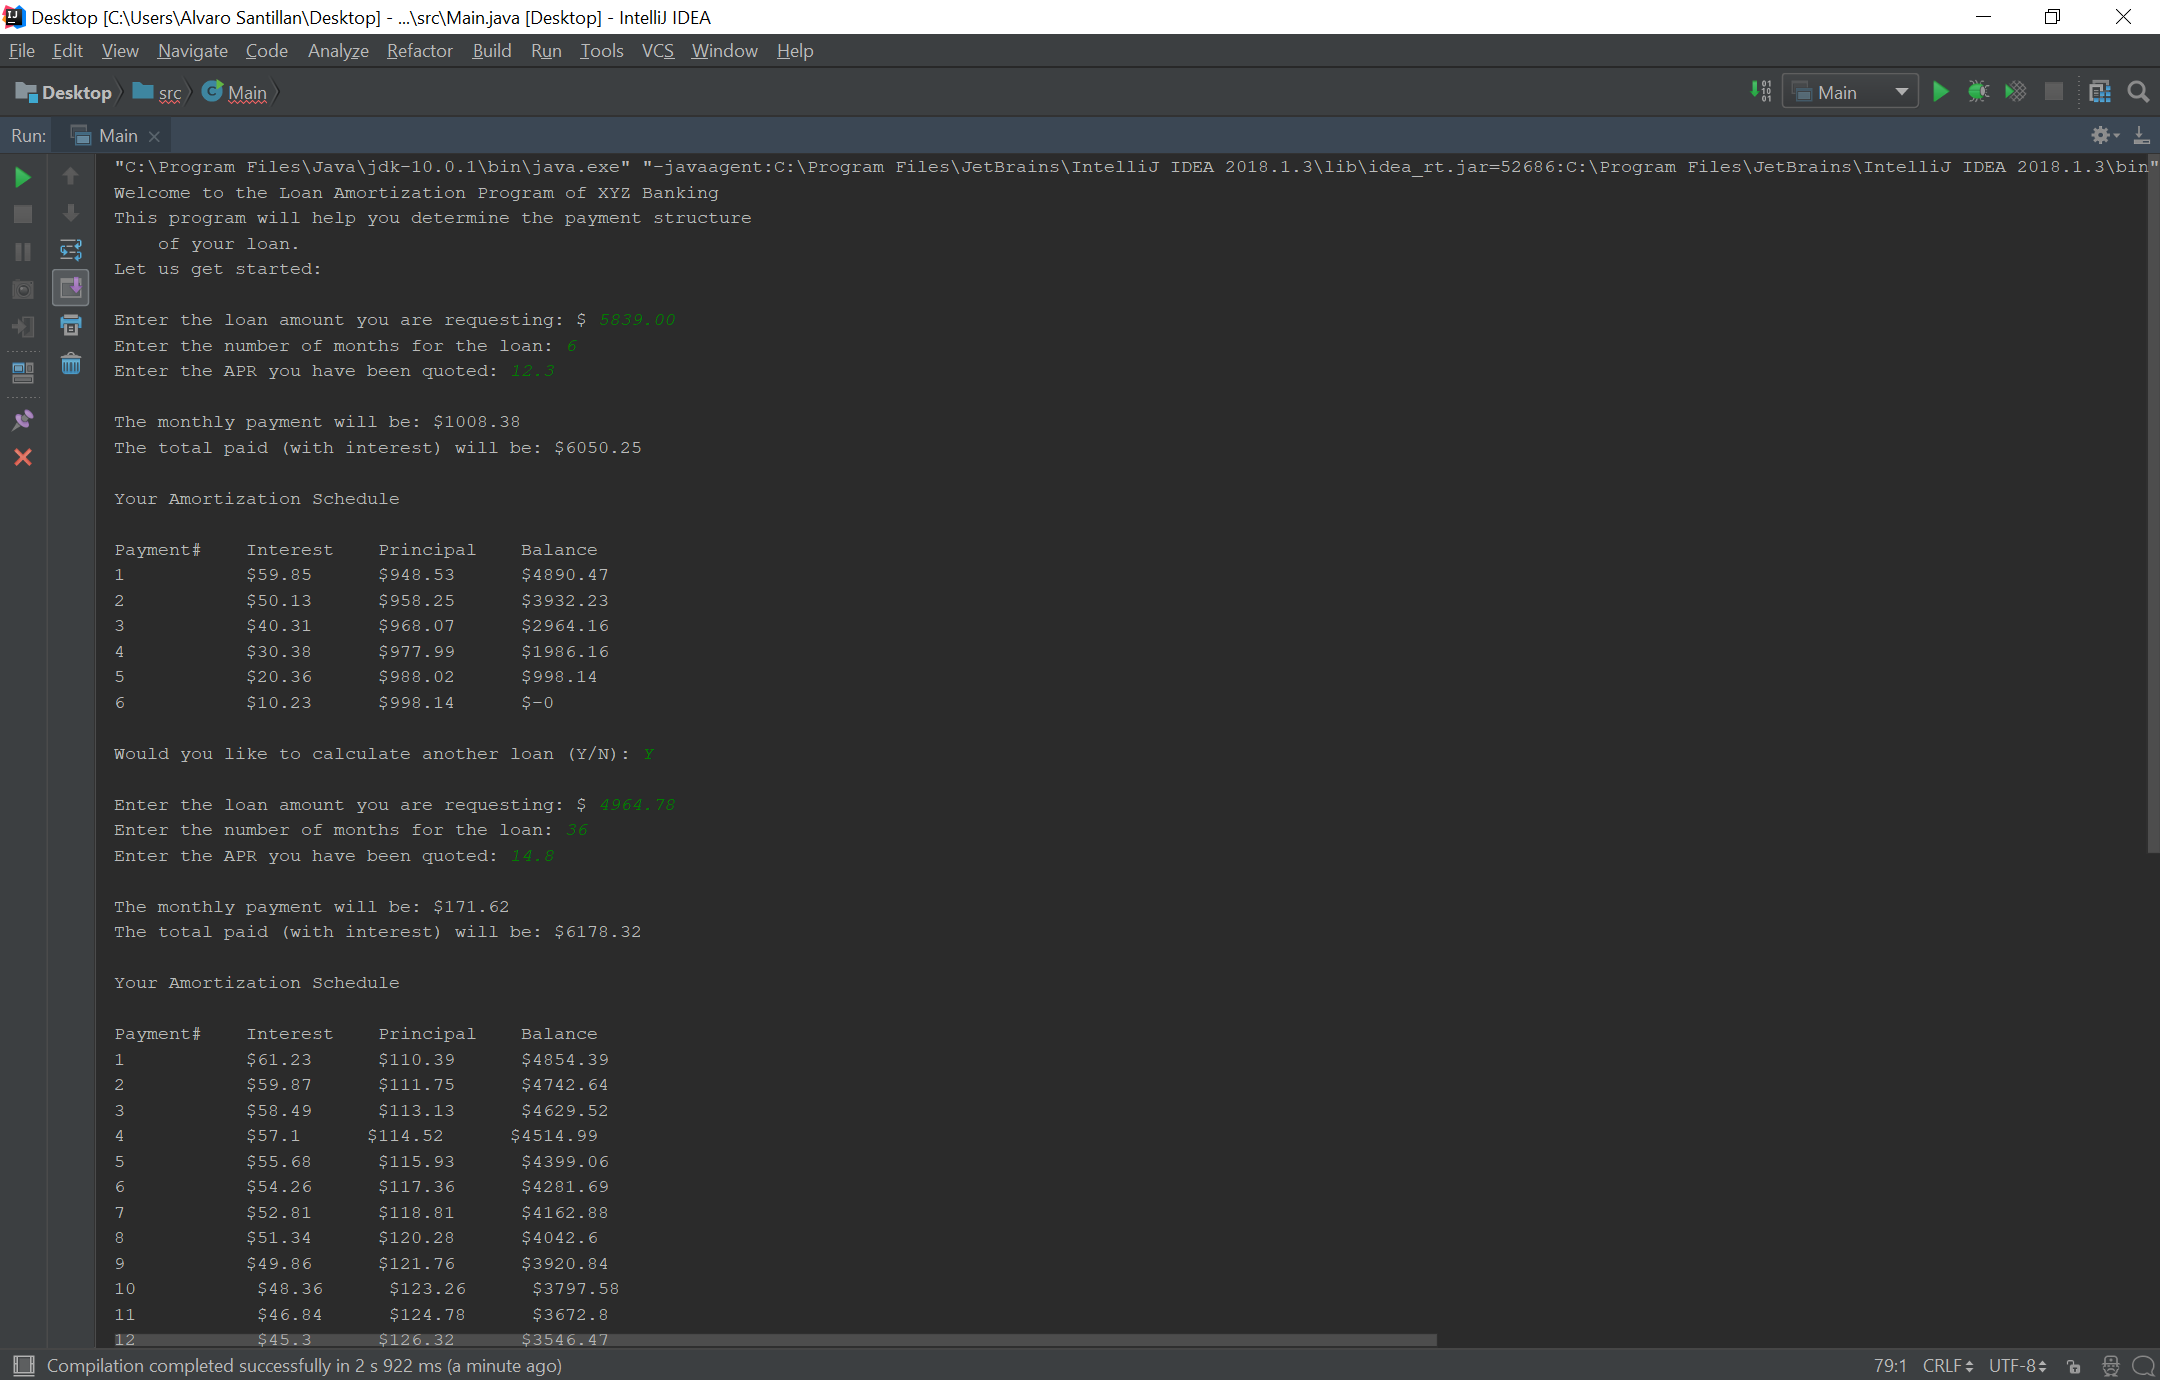 Desktop [C:\Users\Alvaro Santillan\Desktop] - ...\src\Main.java [Desktop] - IntelliJ IDEA
File Edit View Navigate Code Analyze Refactor Build Run Tools VCS Window Help
Desktop src Main Main
Run: Main
"C:\Program Files\Java\jdk-10.0.1\bin\java.exe" "-javaagent:C:\Program Files\JetBrains\IntelliJ IDEA 2018.1.3\lib\idea_rt.jar=52686:C:\Program Files\JetBrains\IntelliJ IDEA 2018.1.3\bin"
Welcome to the Loan Amortization Program of XYZ Banking
This program will help you determine the payment structure
    of your loan.
Let us get started:
Enter the loan amount you are requesting: $ 5839.00
Enter the number of months for the loan: 6
Enter the APR you have been quoted: 12.3
The monthly payment will be: $1008.38
The total paid (with interest) will be: $6050.25
Your Amortization Schedule
Payment#    Interest    Principal    Balance
1           $59.85      $948.53      $4890.47
2           $50.13      $958.25      $3932.23
3           $40.31      $968.07      $2964.16
4           $30.38      $977.99      $1986.16
5           $20.36      $988.02      $998.14
6           $10.23      $998.14      $-0
Would you like to calculate another loan (Y/N): Y
Enter the loan amount you are requesting: $ 4964.78
Enter the number of months for the loan: 36
Enter the APR you have been quoted: 14.8
The monthly payment will be: $171.62
The total paid (with interest) will be: $6178.32
Your Amortization Schedule
Payment#    Interest    Principal    Balance
1           $61.23      $110.39      $4854.39
2           $59.87      $111.75      $4742.64
3           $58.49      $113.13      $4629.52
4           $57.1      $114.52      $4514.99
5           $55.68      $115.93      $4399.06
6           $54.26      $117.36      $4281.69
7           $52.81      $118.81      $4162.88
8           $51.34      $120.28      $4042.6
9           $49.86      $121.76      $3920.84
10           $48.36      $123.26      $3797.58
11           $46.84      $124.78      $3672.8
12           $45.3      $126.32      $3546.47
Compilation completed successfully in 2 s 922 ms (a minute ago) 79:1 CRLF UTF-8